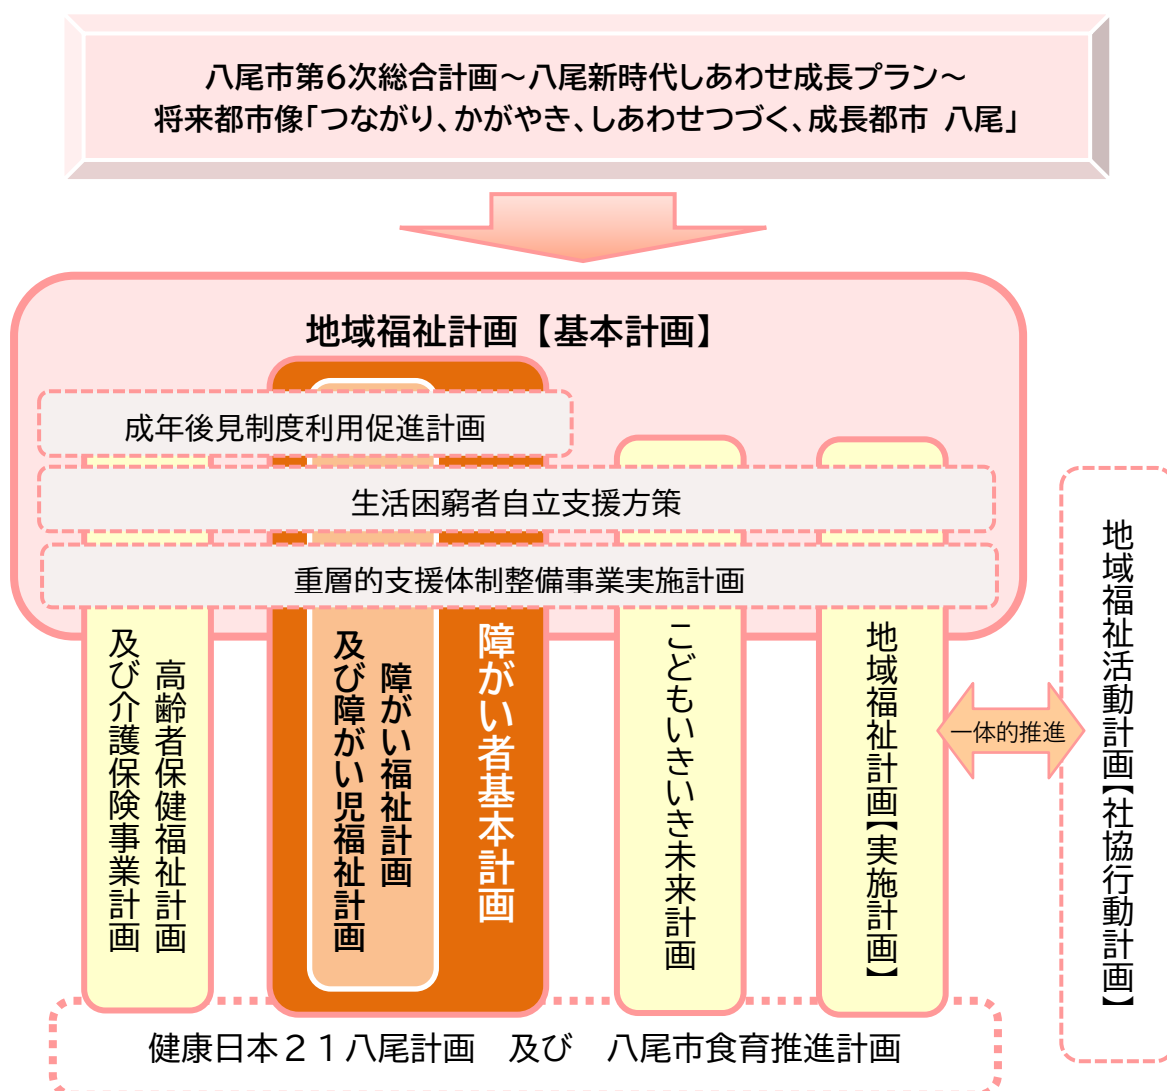 八尾市第6次総合計画~八尾新時代しあわせ成長プラン~
将来都市像「つながり、かがやき、しあわせつづく、成長都市 八尾」
地域福祉計画【基本計画】
成年後見制度利用促進計画
生活困窮者自立支援方策
重層的支援体制整備事業実施計画
高齢者保健福祉計画
及び介護保険事業計画
障がい者基本計画
障がい福祉計画
及び障がい児福祉計画
こどもいきいき未来計画
地域福祉計画【実施計画】
一体的推進
地域福祉活動計画【社協行動計画】
健康日本21八尾計画 及び 八尾市食育推進計画